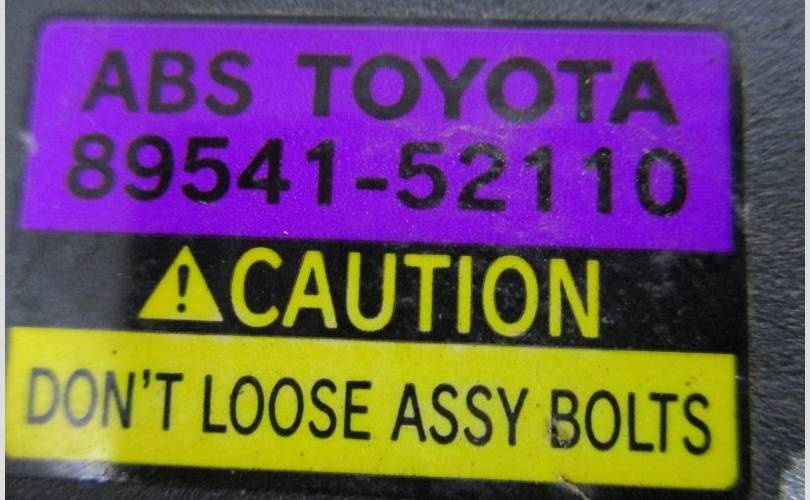 ABS TOYOTA
89541-52110
CAUTION
DON'T LOOSE ASSY BOLTS